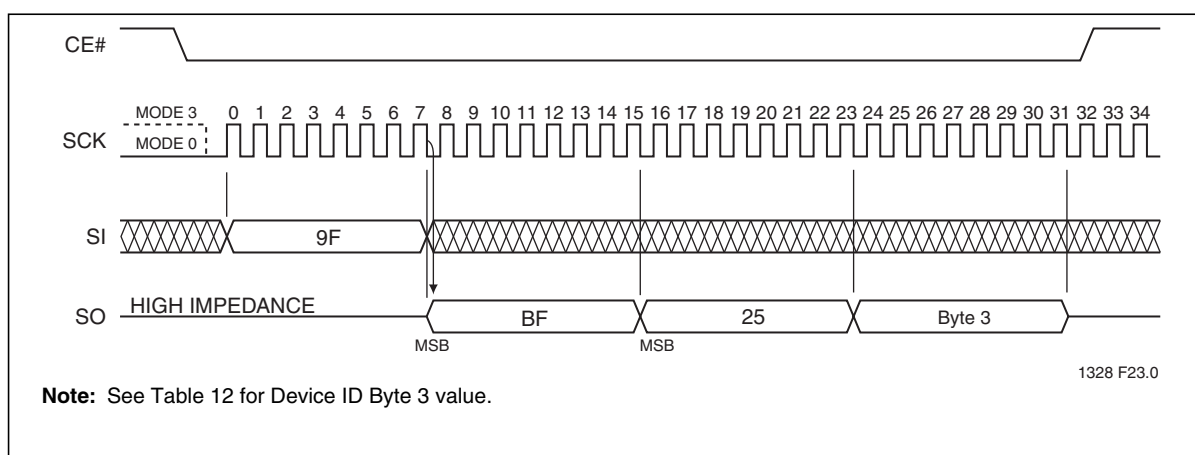 CE#
MODE 3
0 1 2 3 4 5 6 7 8 9 10 11 12 13 14 15 16 17 18 19 20 21 22 23 24 25 26 27 28 29 30 31 32 33 34
SCK
MODE 0
SI
9F
HIGH IMPEDANCE
SO
BF
25
Byte 3
MSB
MSB
1328 F23.0
Note: See Table 12 for Device ID Byte 3 value.